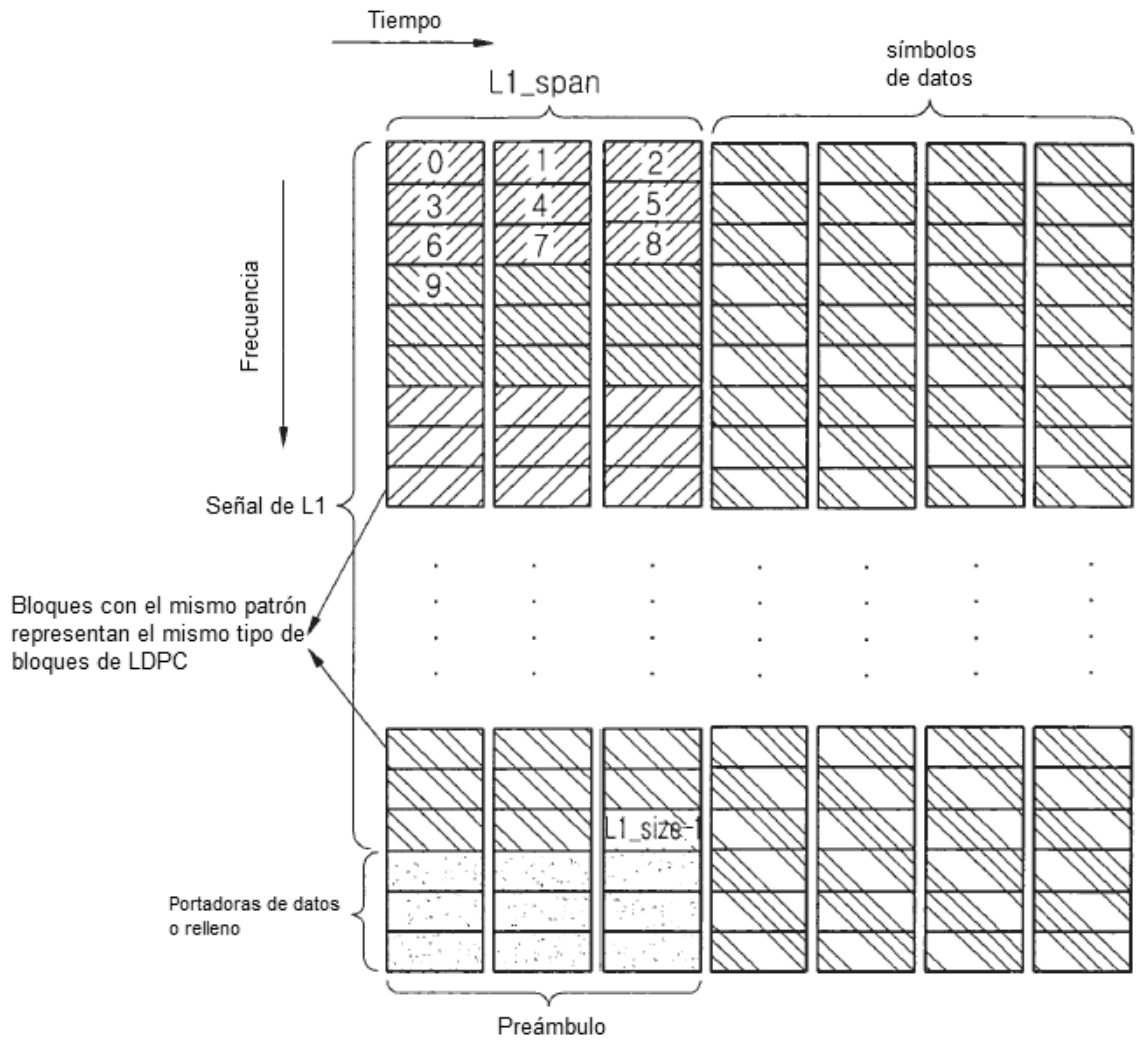 Tiempo
L1_span
símbolos
de datos
0 1 2
3 4 5
6 7 8
9
Frecuencia
Señal de L1
Bloques con el mismo patrón
representan el mismo tipo de
bloques de LDPC
L1_size-1
Portadoras de datos
o relleno
Preámbulo